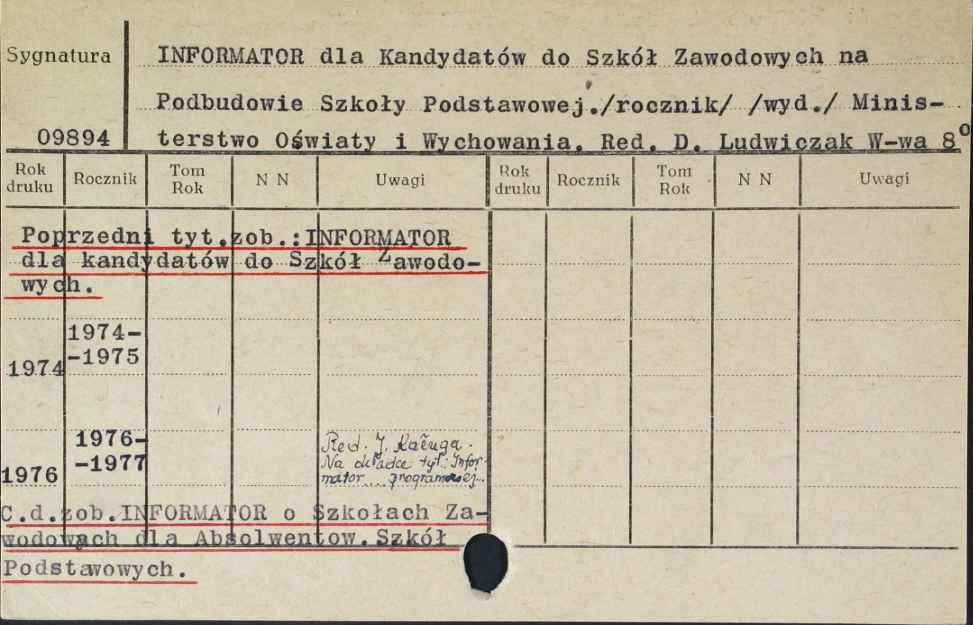 Sygnatura
INFORMATOR dla Kandydatów do Szkół Zawodowych na
Podbudowie Szkoły Podstawowej./rocznik/ /wyd./ Minis-
09894
terstwo Oświaty i Wychowania. Red. D. Ludwiczak W-wa 8°
Rok druku Rocznik Tom Rok N N Uwagi Rok druku Rocznik Tom Rok N N Uwagi
Poprzedni tyt.zob.:INFORMATOR
dla kandydatów do Szkół Zawodo-
wych.
1974-
-1975
1974
1976-
-1977
1976
Red. J. Kaługa.
Na okładce tyt. Infor-
mator... programowej...
C.d.zob.INFORMATOR o Szkołach Za-
wodowych dla Absolwentow.Szkół
Podstawowych.